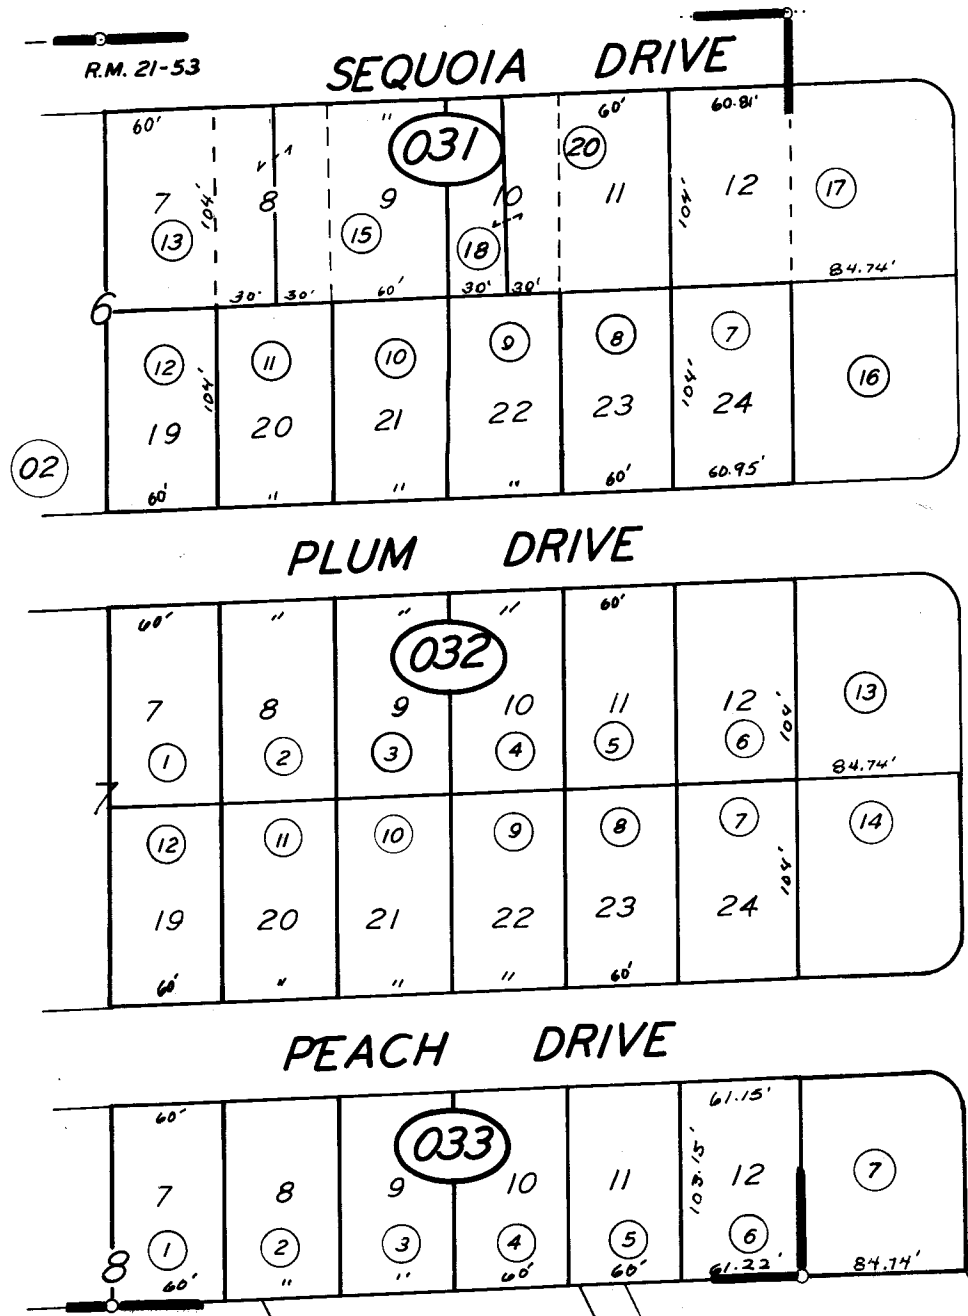 R.M. 21-53
SEQUOIA DRIVE
60' " 60' 60.81'
031
20
7 104' 8 9 10 11 104' 12 17
13 15 18
84.74'
30' 30' 60' 30' 30'
6
12 11 10 9 8 7 16
104' 104'
19 20 21 22 23 24
02
60' " " " 60' 60.95'
PLUM DRIVE
60' " " " 60'
032
7 8 9 10 11 12 104' 13
1 2 3 4 5 6
84.74'
7
12 11 10 9 8 7 14
104'
19 20 21 22 23 24
60' " " " 60'
PEACH DRIVE
60' 61.15'
033
7 8 9 10 11 103.15' 12 7
1 2 3 4 5 6
8
60' " " 60' 60' 61.22' 84.74'